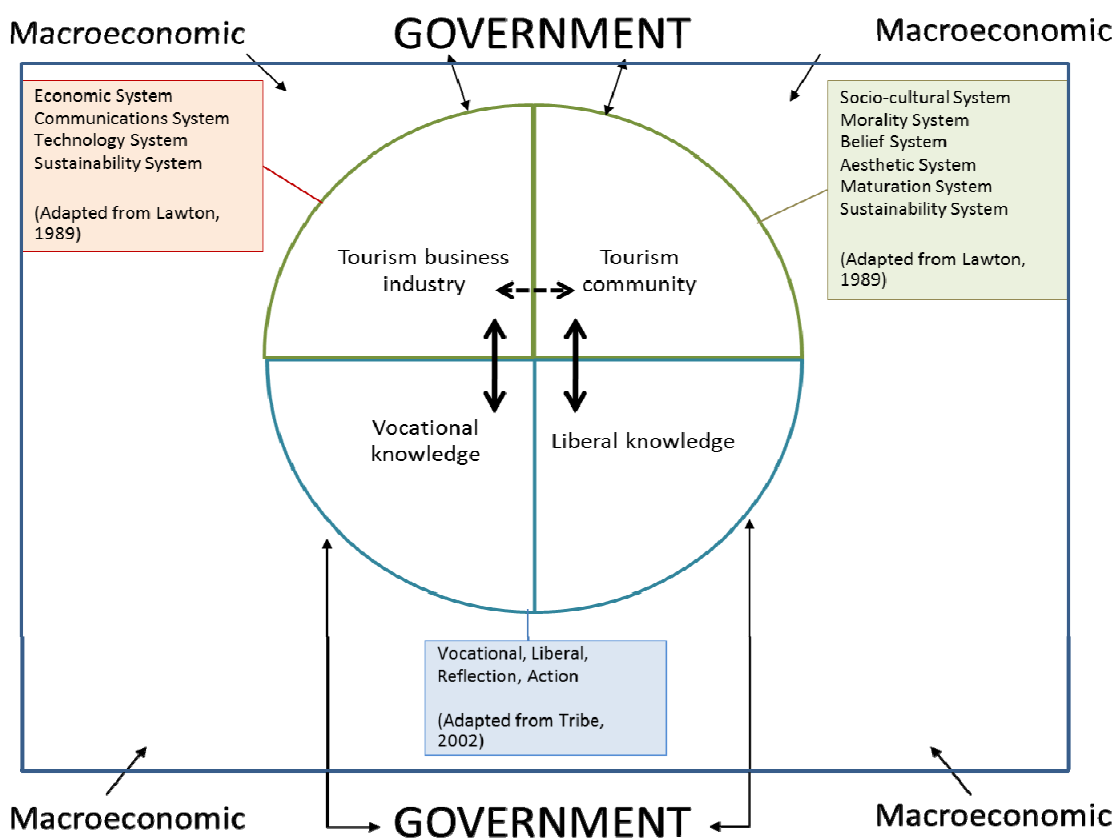 Macroeconomic
GOVERNMENT
Macroeconomic
Economic System
Communications System
Technology System
Sustainability System
(Adapted from Lawton,
1989)
Socio-cultural System
Morality System
Belief System
Aesthetic System
Maturation System
Sustainability System
(Adapted from Lawton,
1989)
Tourism business
industry
Tourism
community
Vocational
knowledge
Liberal knowledge
Vocational, Liberal,
Reflection, Action
(Adapted from Tribe,
2002)
Macroeconomic
GOVERNMENT
Macroeconomic